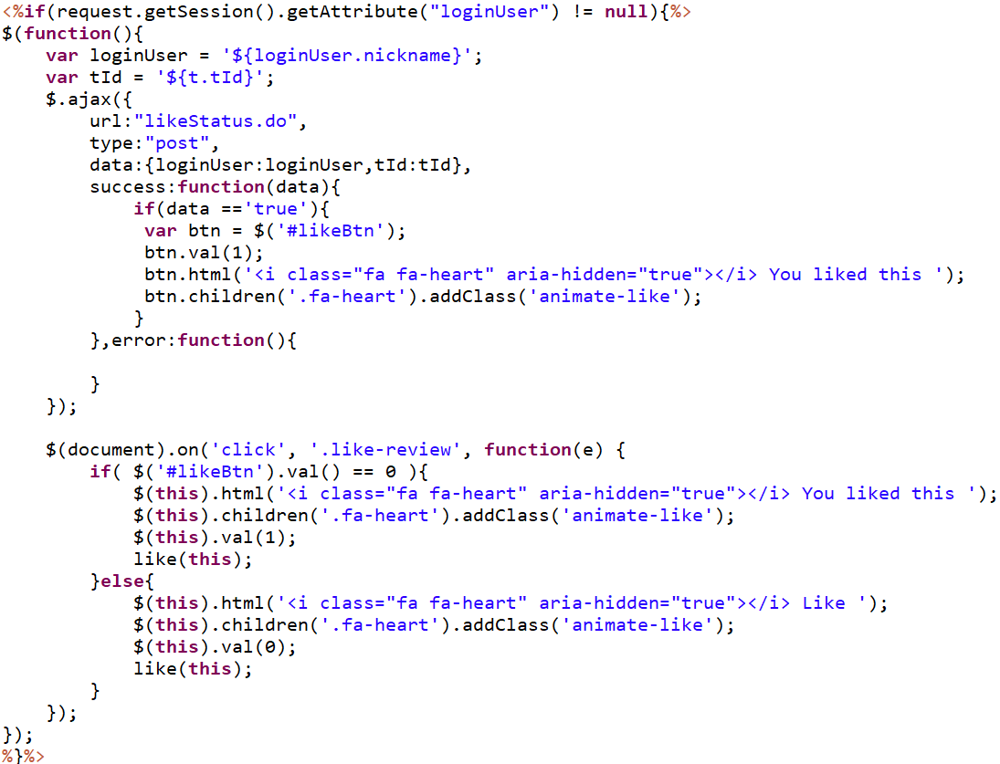 <%if(request.getSession().getAttribute("loginUser") != null){%>
$(function(){
    var loginUser = '${loginUser.nickname}';
    var tId = '${t.tId}';
    $.ajax({
        url:"likeStatus.do",
        type:"post",
        data:{loginUser:loginUser,tId:tId},
        success:function(data){
            if(data =='true'){
             var btn = $('#likeBtn');
             btn.val(1);
             btn.html('<i class="fa fa-heart" aria-hidden="true"></i> You liked this ');
             btn.children('.fa-heart').addClass('animate-like');
            }
        },error:function(){

        }
    });

    $(document).on('click', '.like-review', function(e) {
        if( $('#likeBtn').val() == 0 ){
            $(this).html('<i class="fa fa-heart" aria-hidden="true"></i> You liked this ');
            $(this).children('.fa-heart').addClass('animate-like');
            $(this).val(1);
            like(this);
        }else{
            $(this).html('<i class="fa fa-heart" aria-hidden="true"></i> Like ');
            $(this).children('.fa-heart').addClass('animate-like');
            $(this).val(0);
            like(this);
        }
    });
});
%}%>